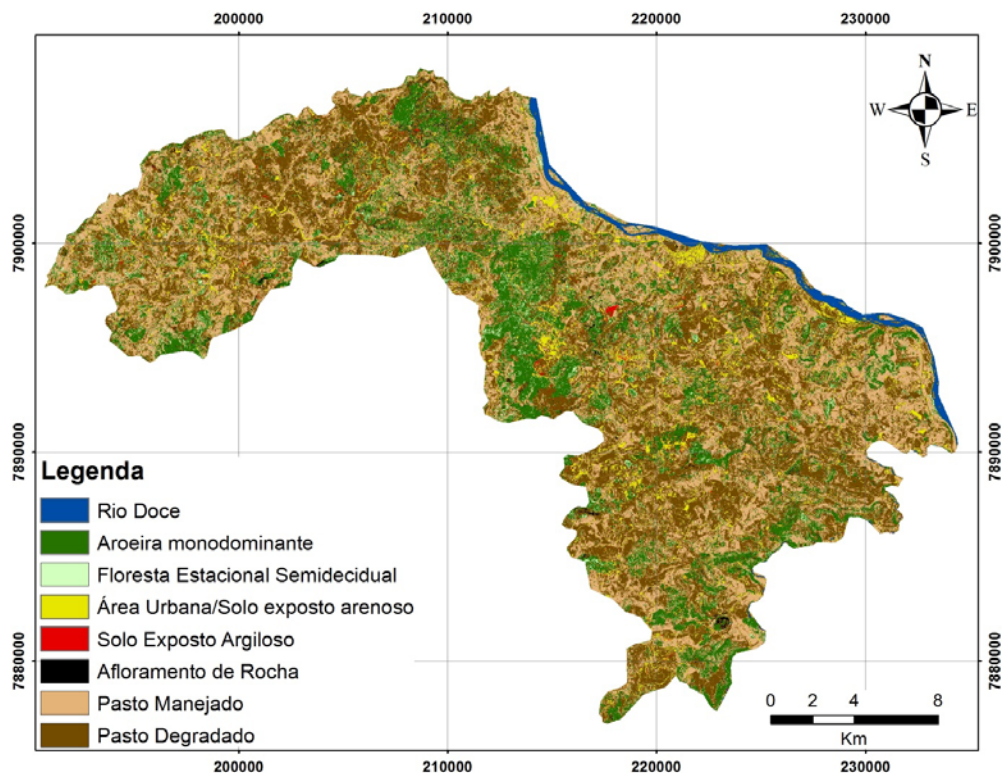 200000 210000 220000 230000
N
W E
S
7900000 7900000
7890000 7890000
7880000 7880000
Legenda
Rio Doce
Aroeira monodominante
Floresta Estacional Semidecidual
Área Urbana/Solo exposto arenoso
Solo Exposto Argiloso
Afloramento de Rocha
Pasto Manejado
Pasto Degradado
0 2 4 8
Km
200000 210000 220000 230000